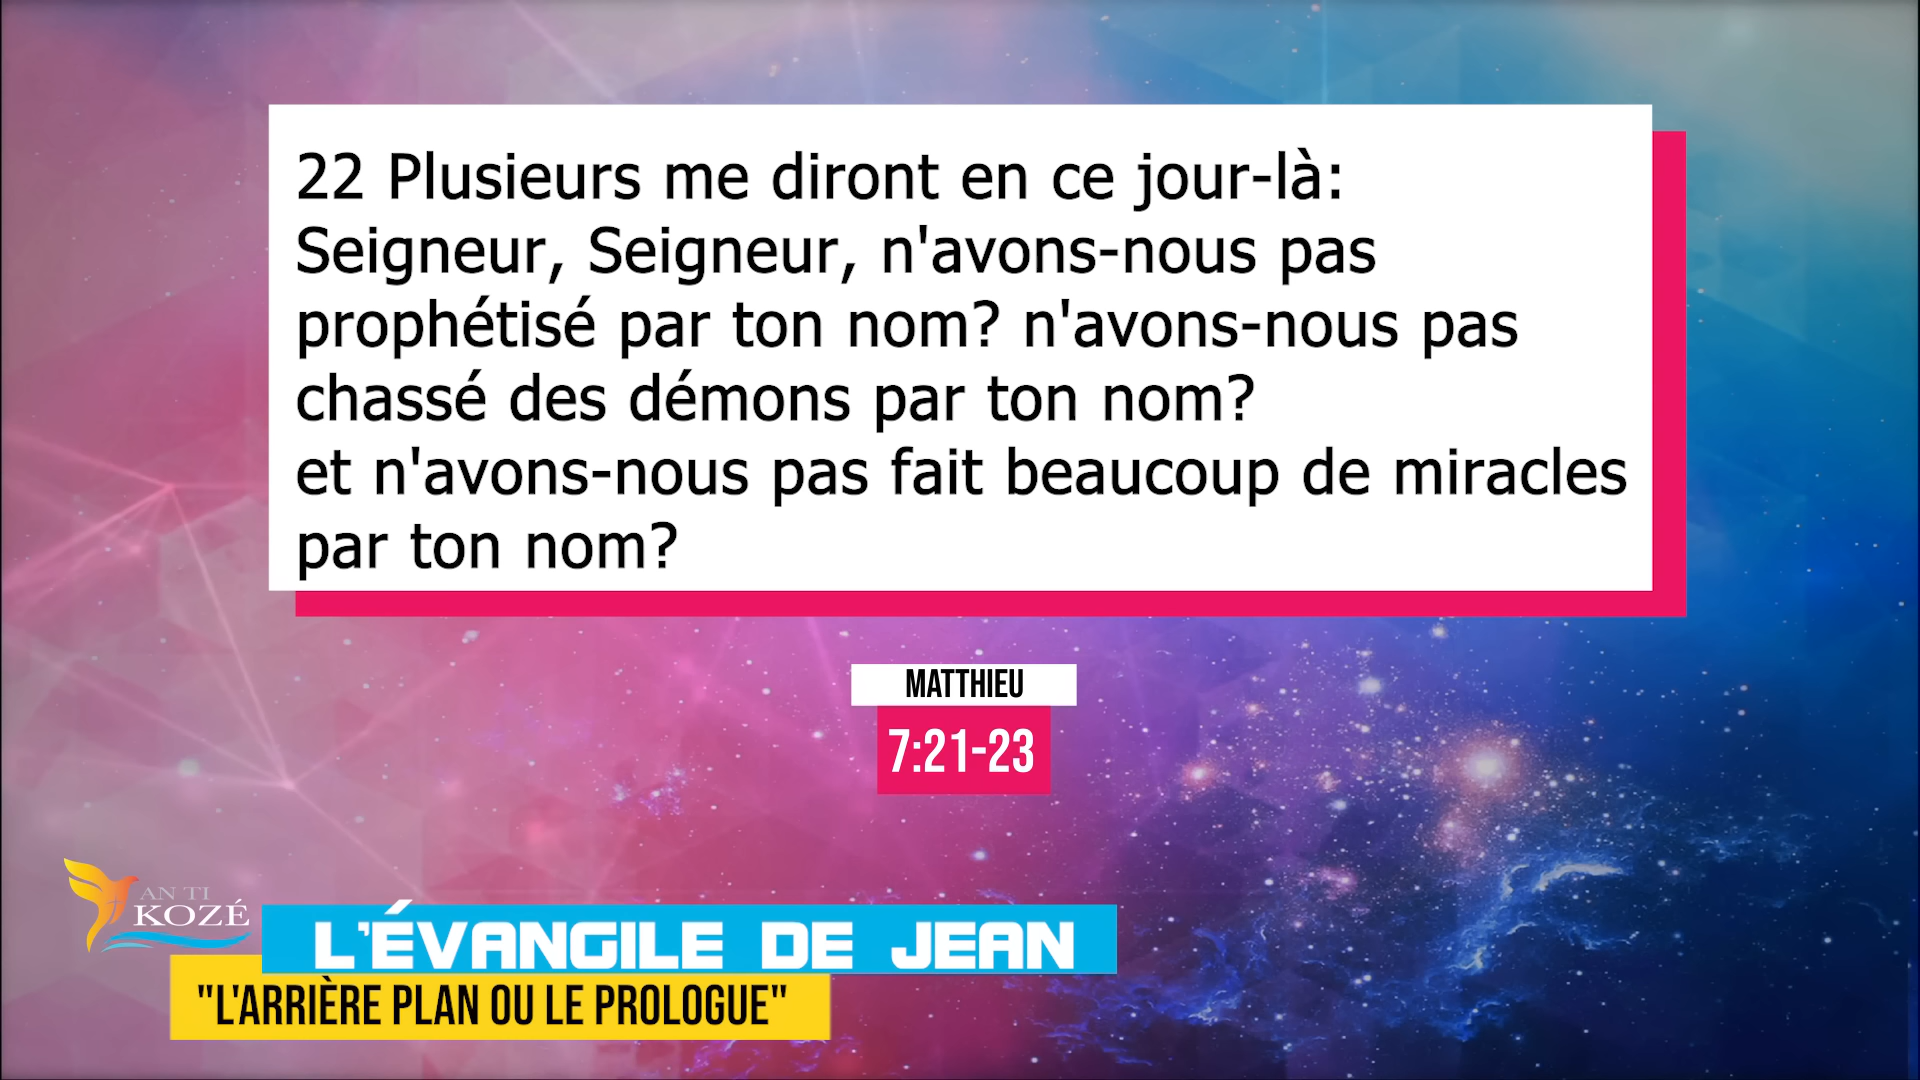 22 Plusieurs me diront en ce jour-là:
Seigneur, Seigneur, n'avons-nous pas
prophétisé par ton nom? n'avons-nous pas
chassé des démons par ton nom?
et n'avons-nous pas fait beaucoup de miracles
par ton nom?
MATTHIEU
7:21-23
AN TI
KOZÉ
L'ÉVANGILE DE JEAN
"L'ARRIÈRE PLAN OU LE PROLOGUE"